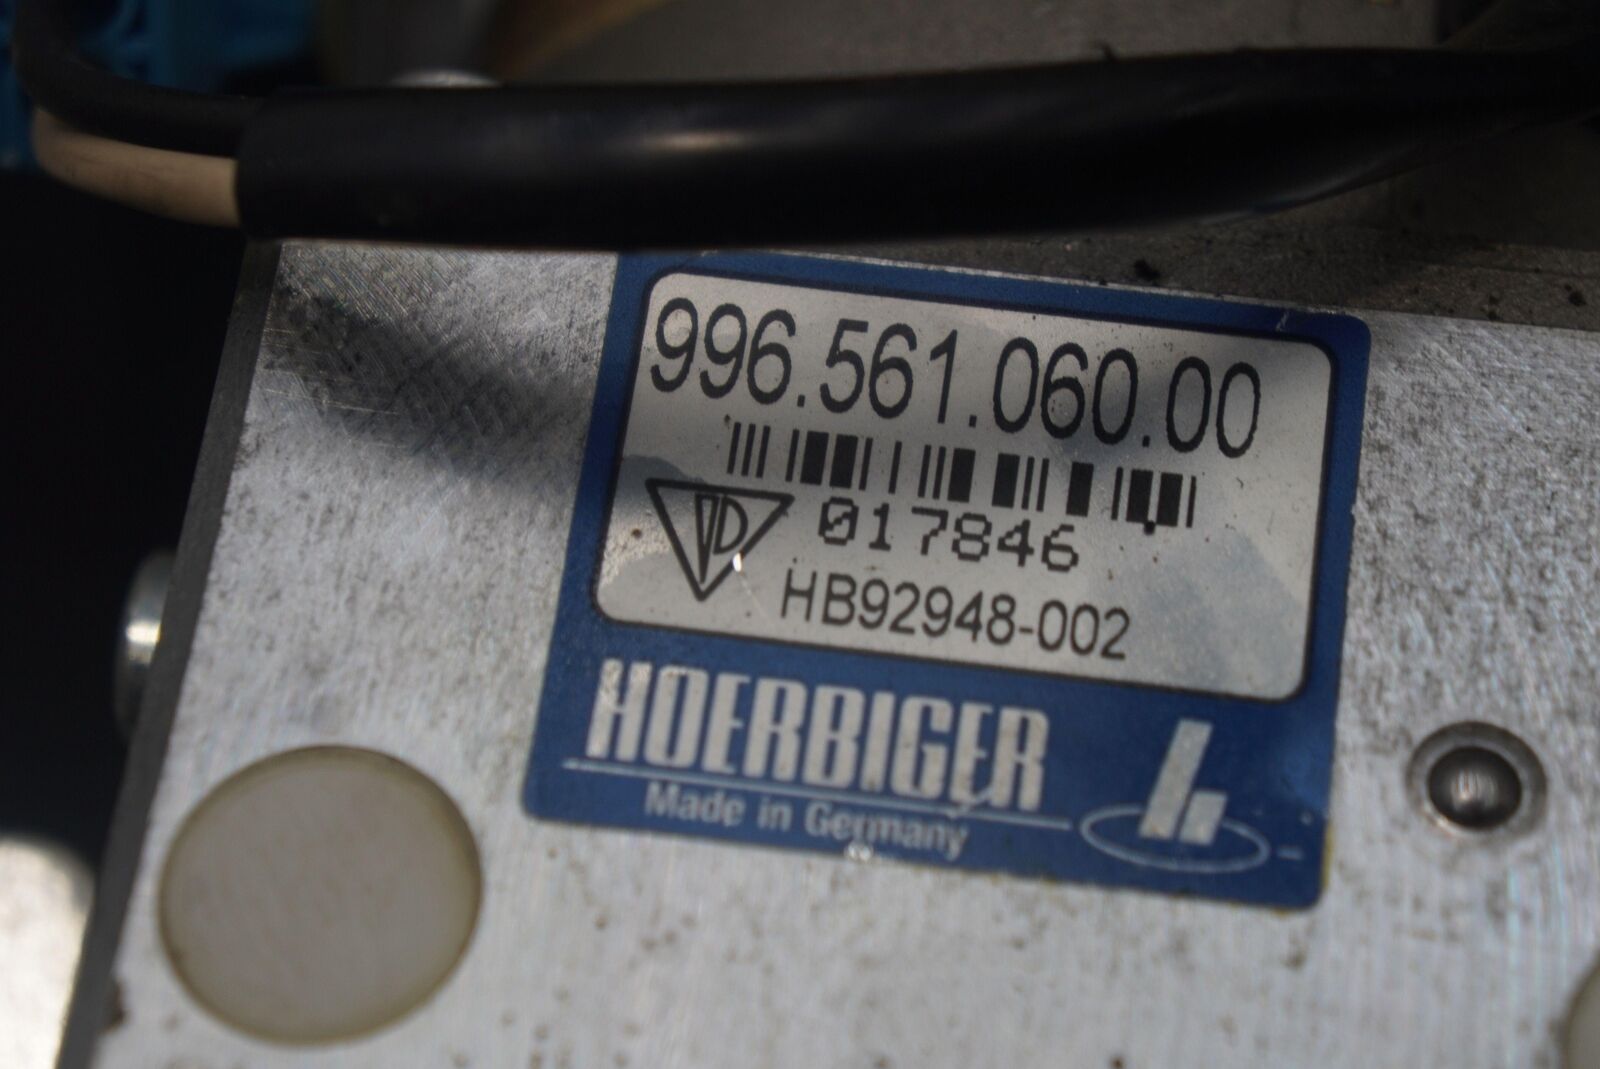 996.561.060.00
017846
HB92948-002
HOERBIGER
Made in Germany